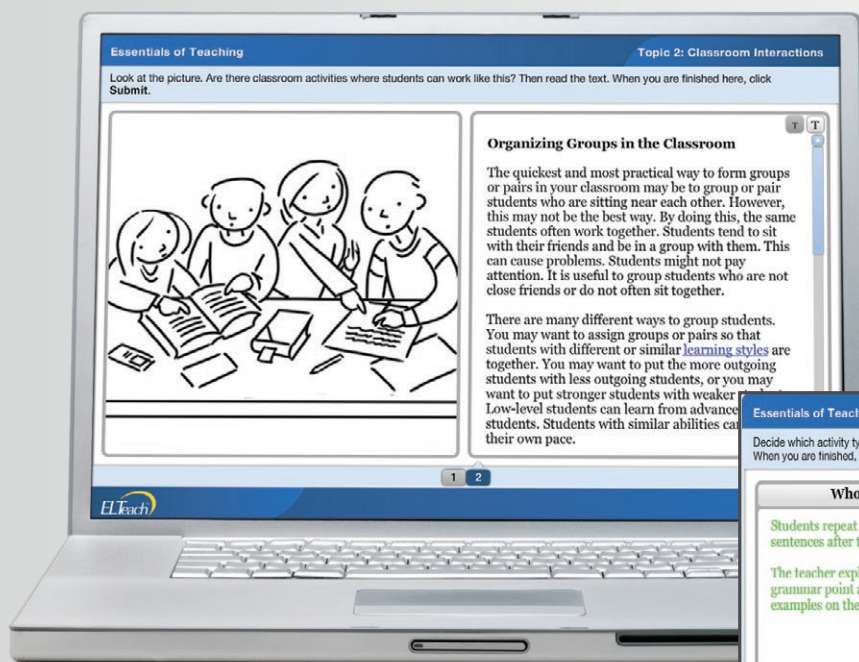 Essentials of Teaching
Topic 2: Classroom Interactions
Look at the picture. Are there classroom activities where students can work like this? Then read the text. When you are finished here, click
Submit.
T T
Organizing Groups in the Classroom
The quickest and most practical way to form groups
or pairs in your classroom may be to group or pair
students who are sitting near each other. However,
this may not be the best way. By doing this, the same
students often work together. Students tend to sit
with their friends and be in a group with them. This
can cause problems. Students might not pay
attention. It is useful to group students who are not
close friends or do not often sit together.
There are many different ways to group students.
You may want to assign groups or pairs so that
students with different or similar learning styles are
together. You may want to put the more outgoing
students with less outgoing students, or you may
want to put stronger students with weaker
Low-level students can learn from
students. Students with similar abilities
their own pace.
1 2
ELTeach
Essentials of
Decide which activity
When you are finished,
Students repeat
sentences after
The teacher
grammar point
examples on the